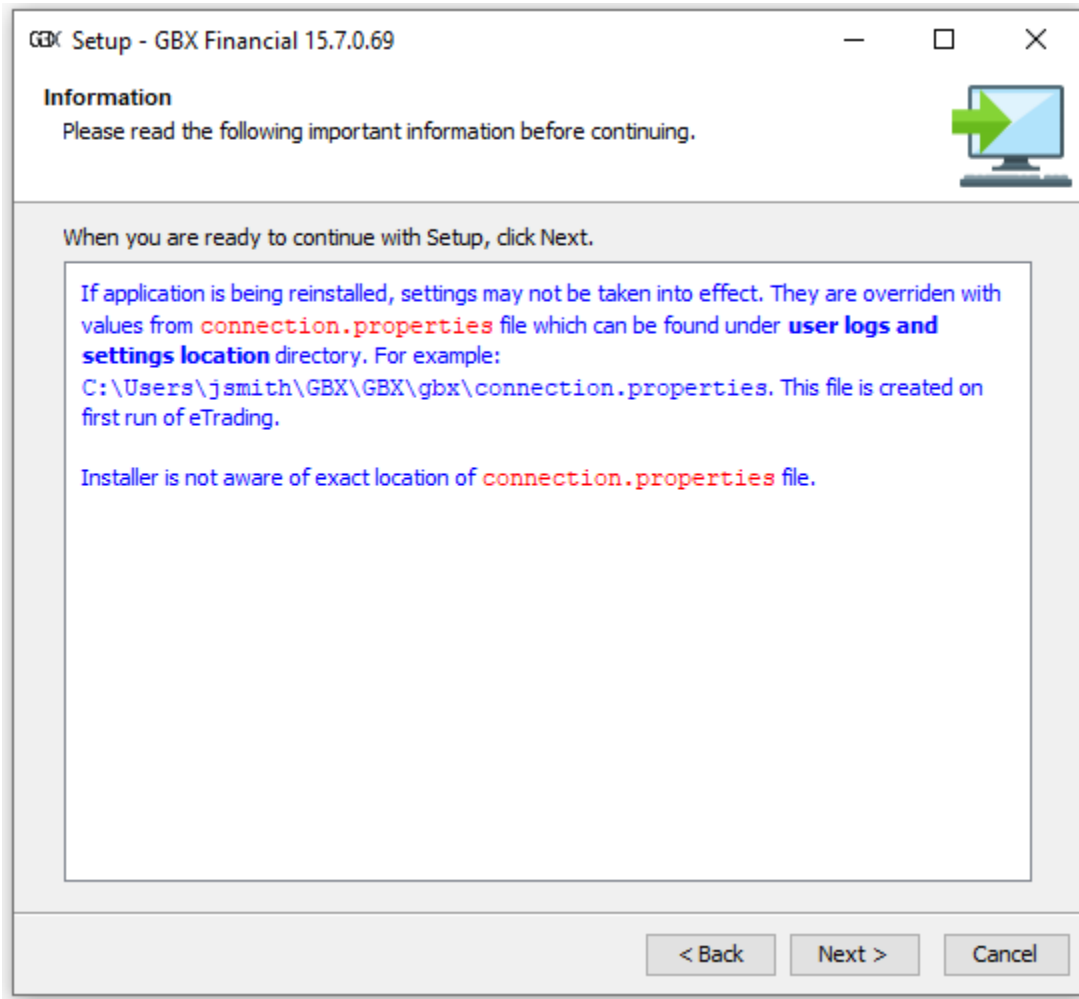 GBX Setup - GBX Financial 15.7.0.69
Information
Please read the following important information before continuing.
When you are ready to continue with Setup, click Next.
If application is being reinstalled, settings may not be taken into effect. They are overriden with
values from connection.properties file which can be found under user logs and
settings location directory. For example:
C:\Users\jsmith\GBX\GBX\gbx\connection.properties. This file is created on
first run of eTrading.
Installer is not aware of exact location of connection.properties file.
< Back Next > Cancel